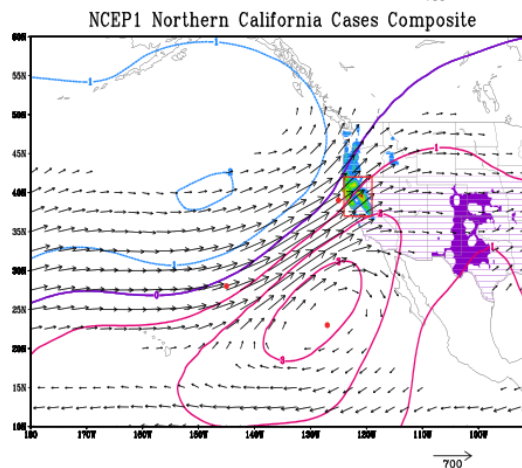 NCEP1 Northern California Cases Composite
60N
55N
50N
45N
40N
35N
30N
25N
20N
15N
10N
180
170W
160W
150W
140W
130W
120W
110W
100W
700